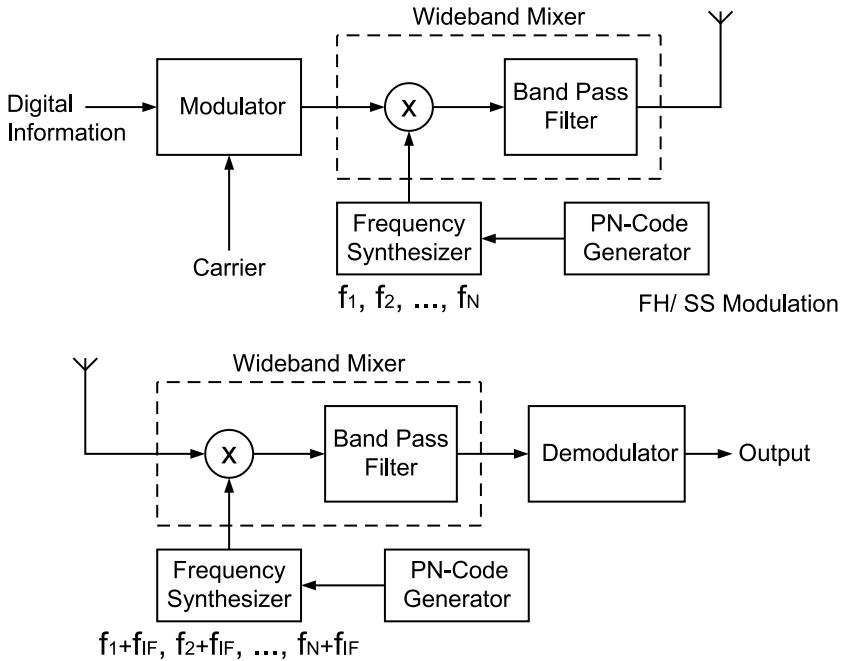 Wideband Mixer
Digital
Information
Modulator
X
Band Pass
Filter
Carrier
Frequency
Synthesizer
PN-Code
Generator
f1, f2, ..., fN
FH/ SS Modulation
Wideband Mixer
X
Band Pass
Filter
Demodulator
Output
Frequency
Synthesizer
PN-Code
Generator
f1+fIF, f2+fIF, ..., fN+fIF